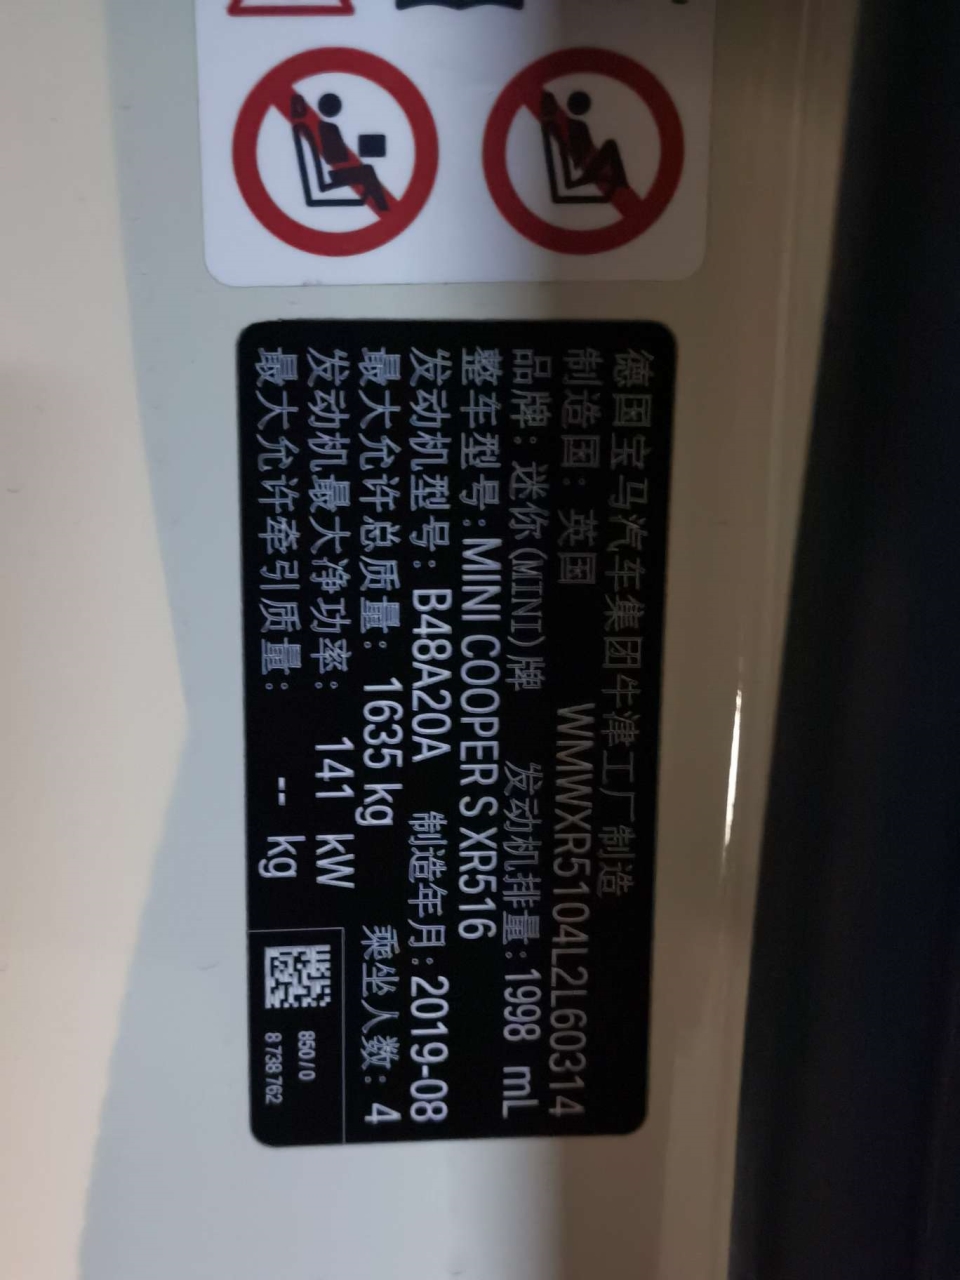 德国宝马汽车集团牛津工厂制造
制造国: 英国 WMWXR5104L2L60314
品牌: 迷你(MINI)牌 发动机排量: 1998 mL
整车型号: MINI COOPER S XR516
发动机型号: B48A20A 制造年月: 2019-08
最大允许总质量: 1635 kg 乘坐人数: 4
发动机最大净功率: 141 kW
最大允许牵引质量: -- kg
850/0
8 738 762